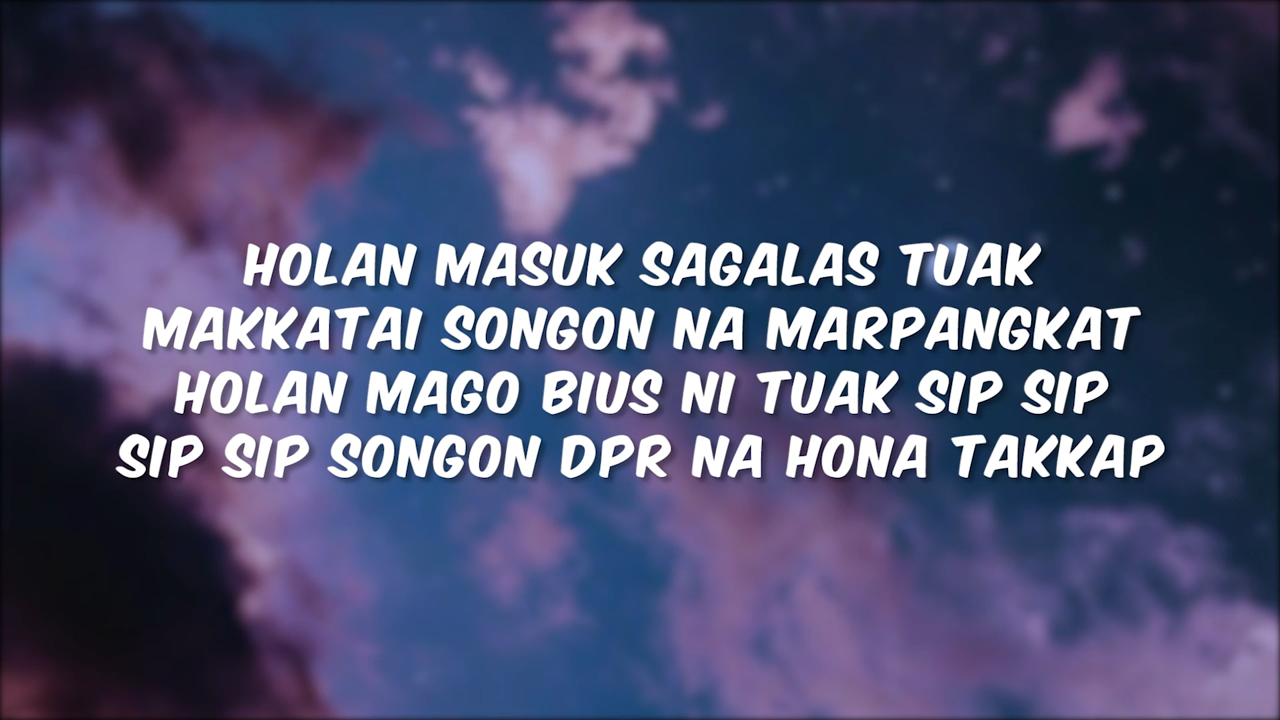 HOLAN MASUK SAGALAS TUAK
MAKKATAI SONGON NA MARPANGKAT
HOLAN MAGO BIUS NI TUAK SIP SIP
SIP SIP SONGON DPR NA HONA TAKKAP